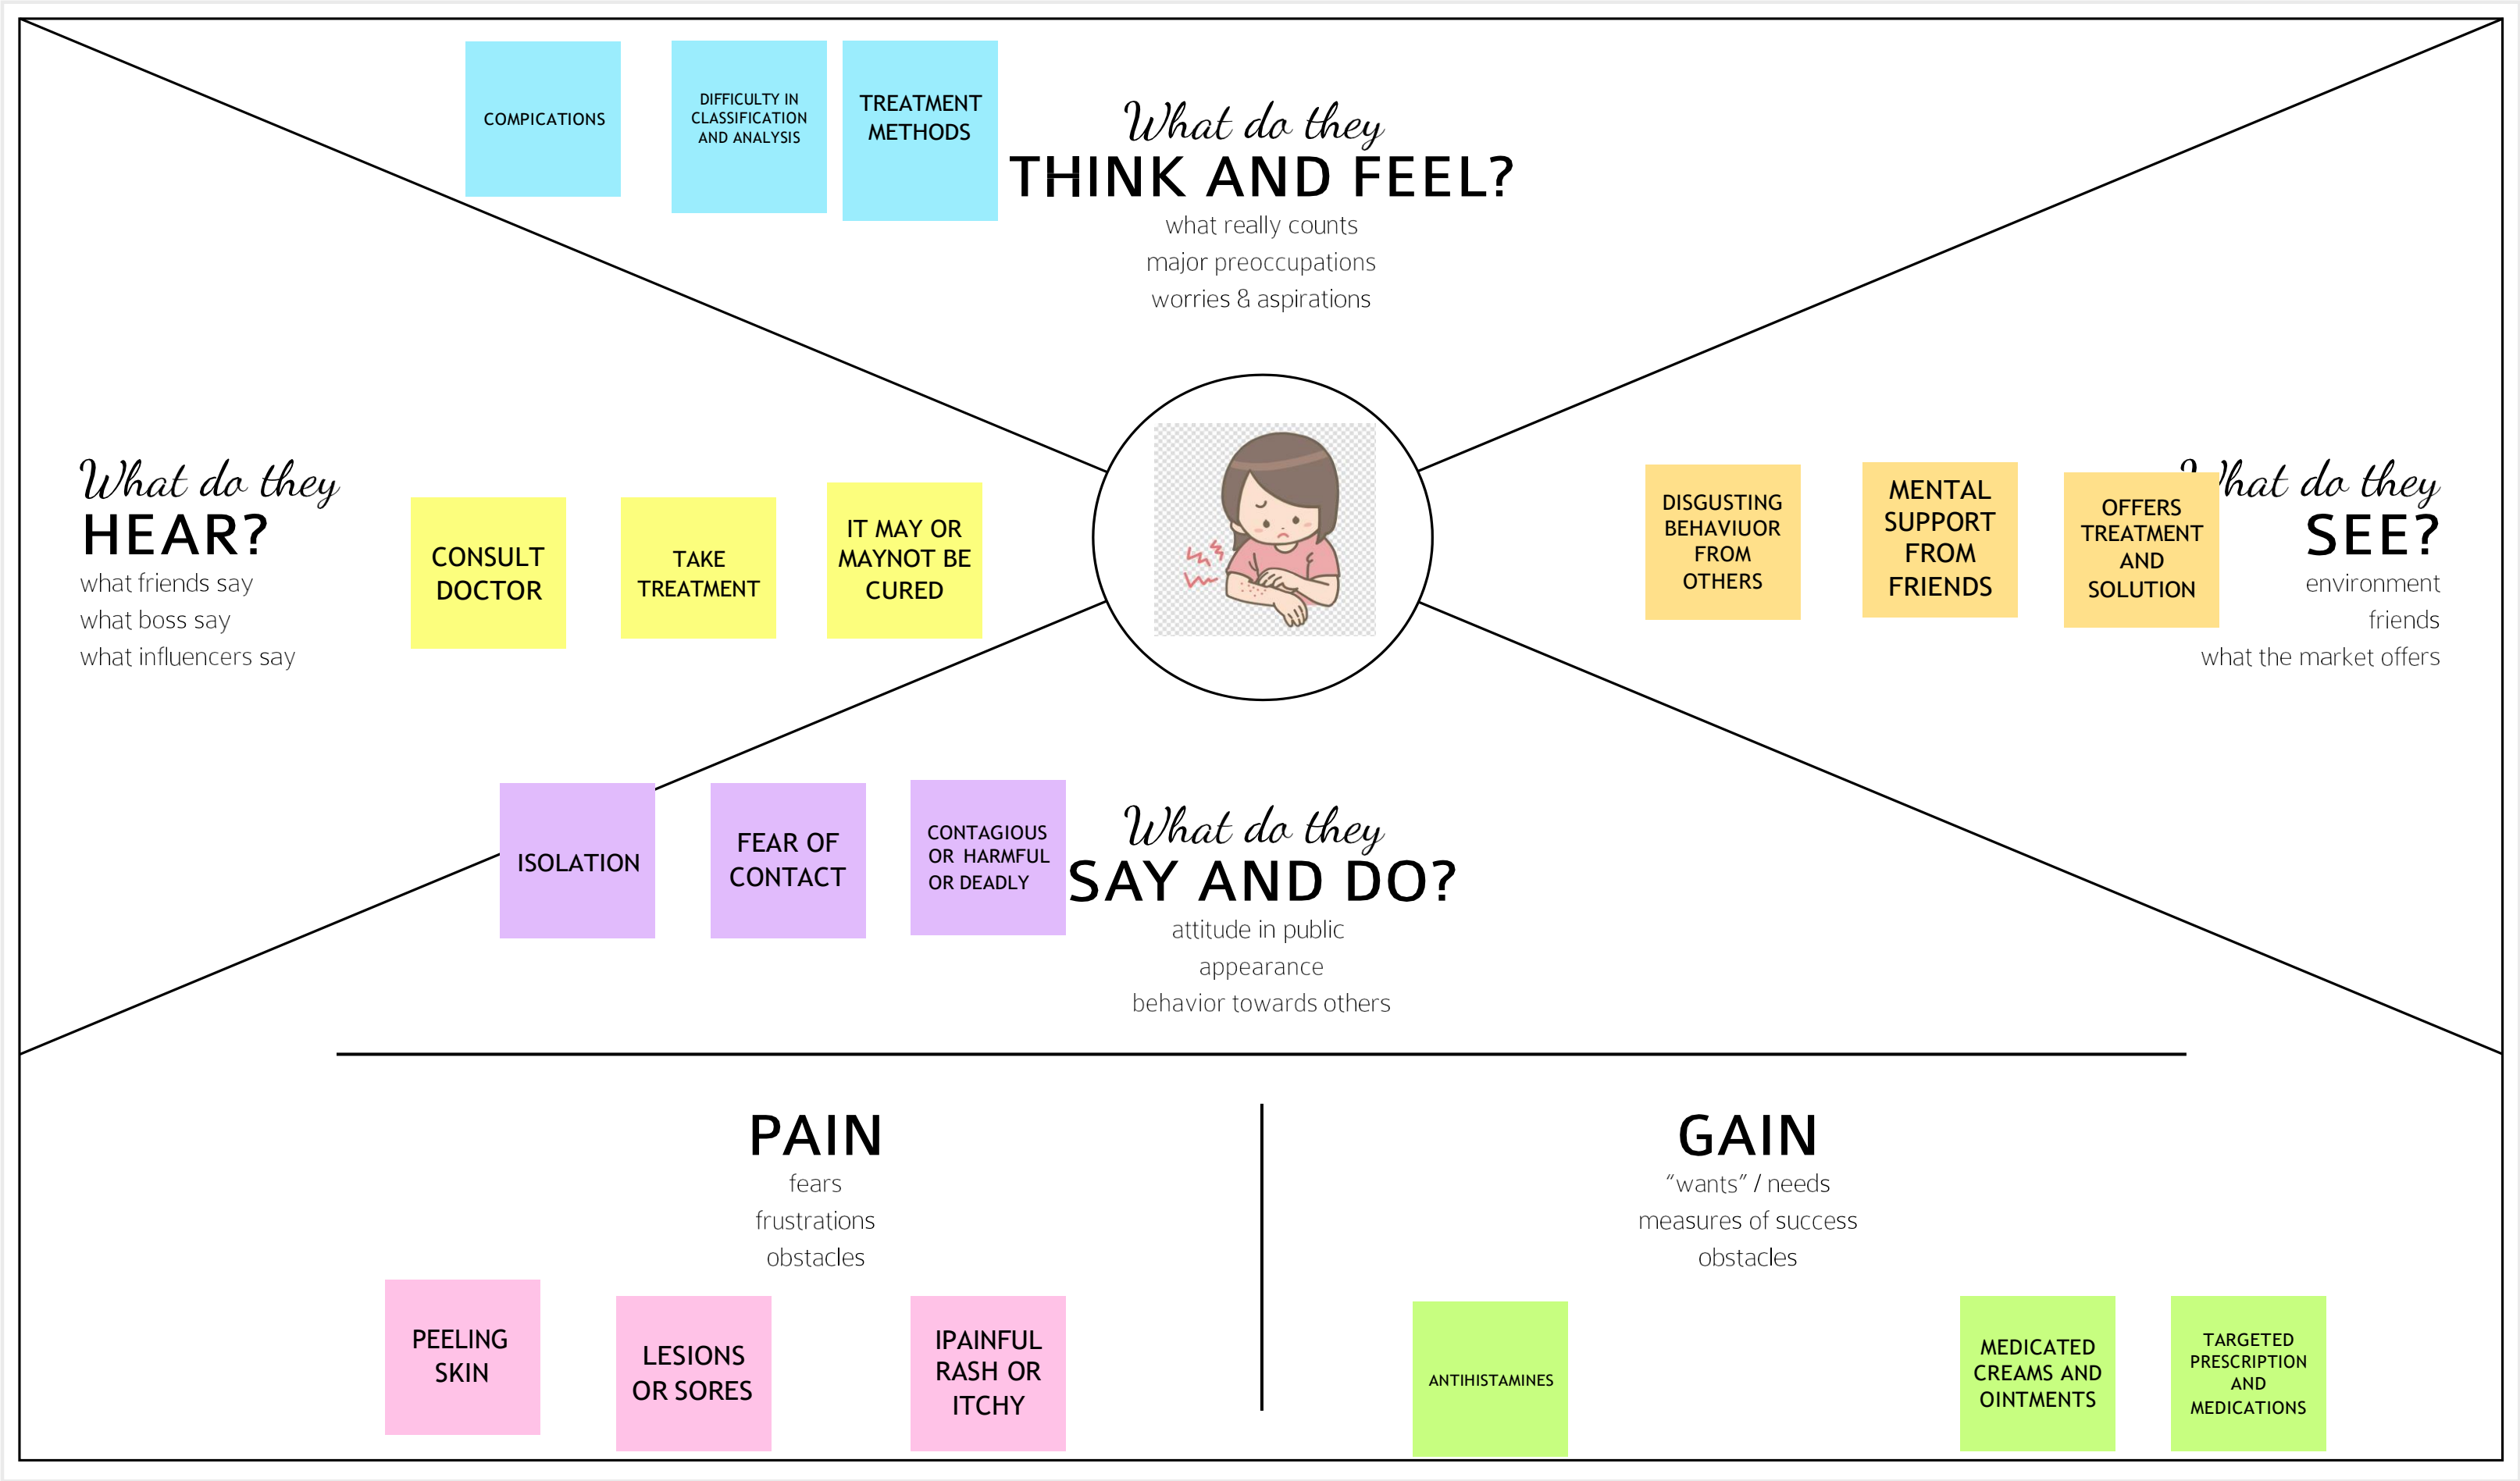 COMPICATIONS
DIFFICULTY IN
CLASSIFICATION
AND ANALYSIS
TREATMENT
METHODS
What do they
THINK AND FEEL?
what really counts
major preoccupations
worries & aspirations
What do they
HEAR?
what friends say
what boss say
what influencers say
CONSULT
DOCTOR
TAKE
TREATMENT
IT MAY OR
MAYNOT BE
CURED
DISGUSTING
BEHAVIUOR
FROM
OTHERS
MENTAL
SUPPORT
FROM
FRIENDS
OFFERS
TREATMENT
AND
SOLUTION
What do they
SEE?
environment
friends
what the market offers
ISOLATION
FEAR OF
CONTACT
CONTAGIOUS
OR HARMFUL
OR DEADLY
What do they
SAY AND DO?
attitude in public
appearance
behavior towards others
PAIN
fears
frustrations
obstacles
PEELING
SKIN
LESIONS
OR SORES
IPAINFUL
RASH OR
ITCHY
GAIN
“wants” / needs
measures of success
obstacles
ANTIHISTAMINES
MEDICATED
CREAMS AND
OINTMENTS
TARGETED
PRESCRIPTION
AND
MEDICATIONS